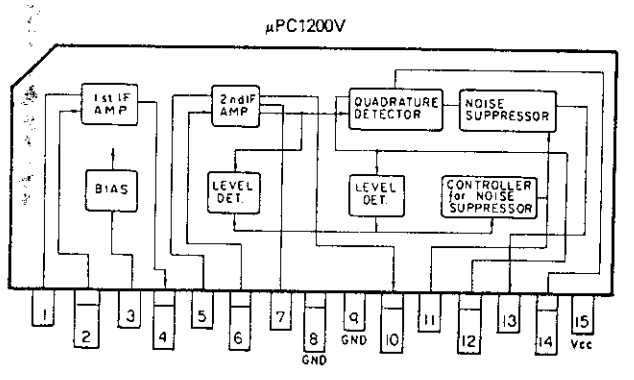 μPC1200V
1st IF
AMP
2nd IF
AMP
QUADRATURE
DETECTOR
NOISE
SUPPRESSOR
BIAS
LEVEL
DET.
LEVEL
DET.
CONTROLLER
for NOISE
SUPPRESSOR
1
2
3
4
5
6
7
8
GND
9
GND
10
11
12
13
14
15
Vcc